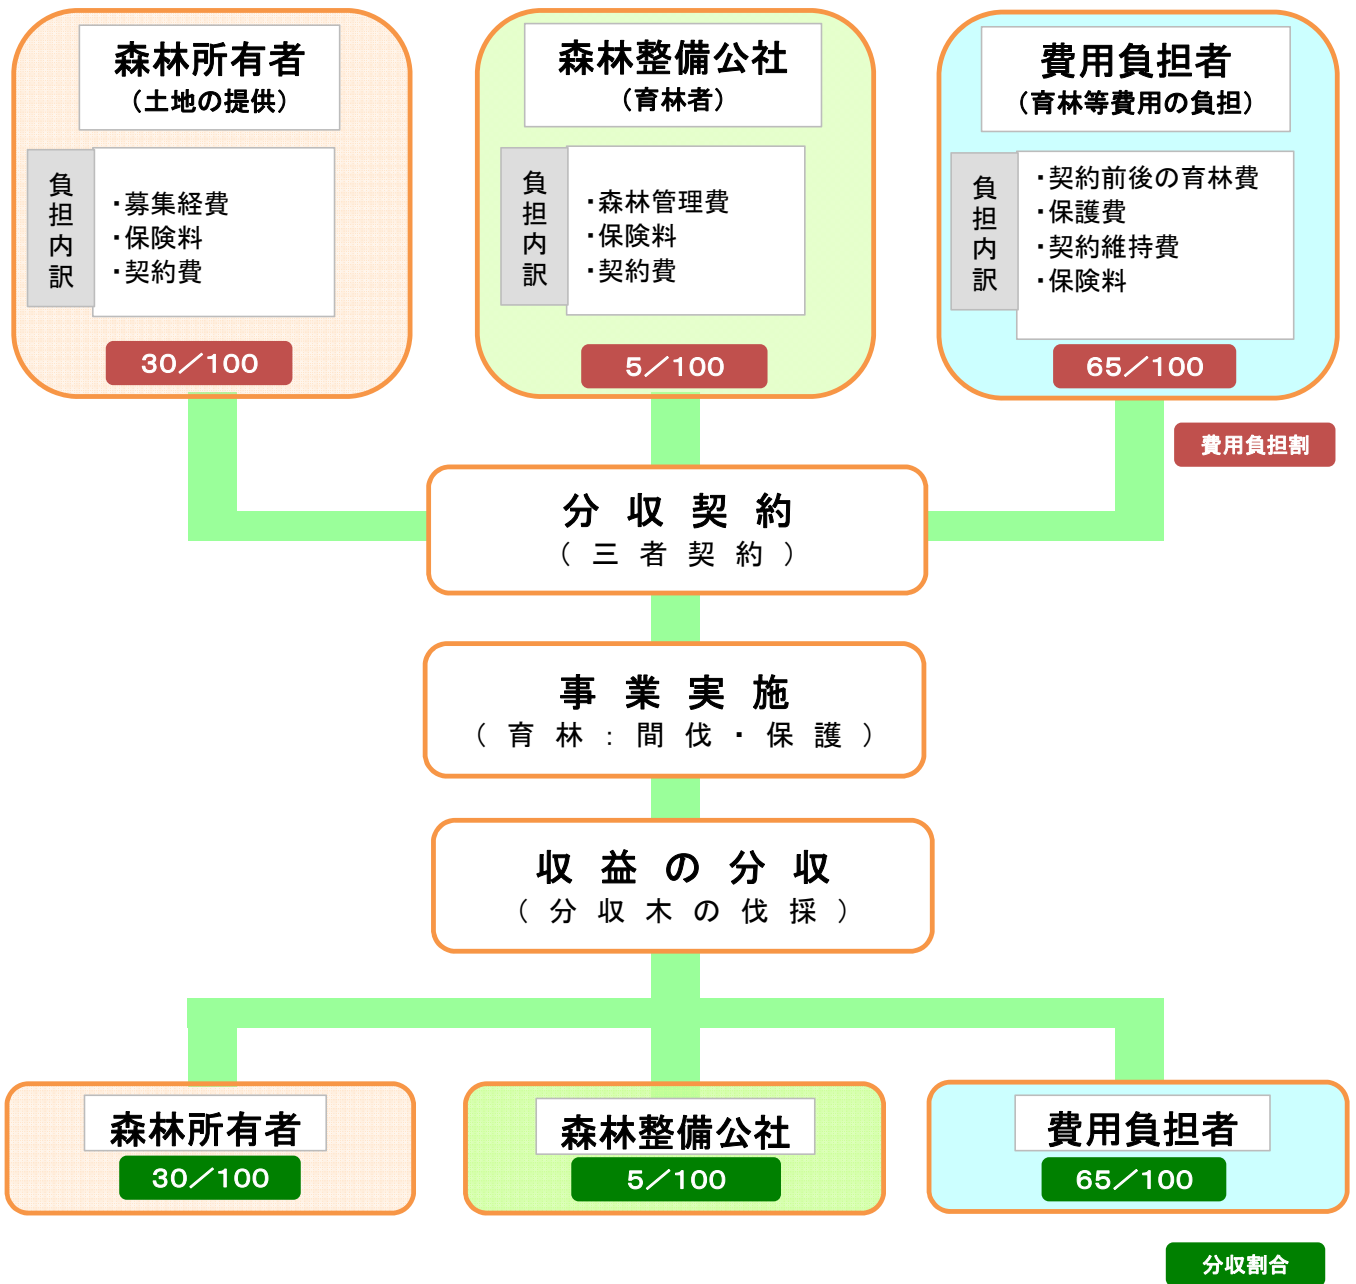 森林所有者
（土地の提供）
負担内訳
・募集経費
・保険料
・契約費
30／100
森林整備公社
（育林者）
負担内訳
・森林管理費
・保険料
・契約費
5／100
費用負担者
（育林等費用の負担）
負担内訳
・契約前後の育林費
・保護費
・契約維持費
・保険料
65／100
費用負担割
分収契約
（三者契約）
事業実施
（育林：間伐・保護）
収益の分収
（分収木の伐採）
森林所有者
30／100
森林整備公社
5／100
費用負担者
65／100
分収割合